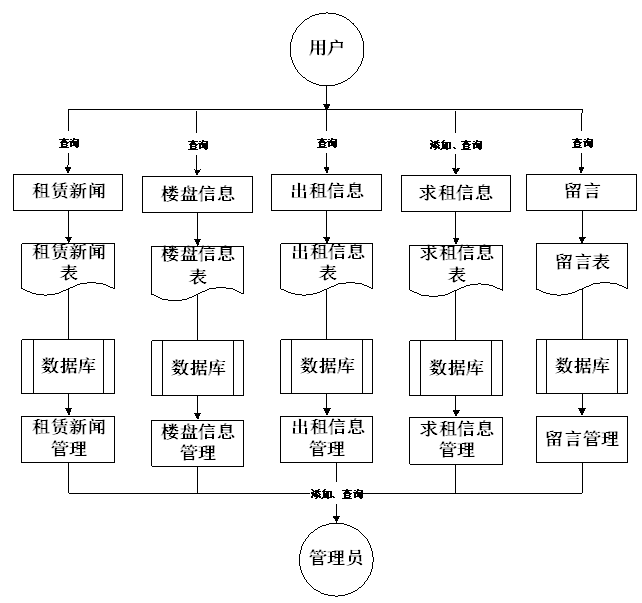 用户
查询
查询
查询
添加、查询
查询
租赁新闻
楼盘信息
出租信息
求租信息
留言
租赁新闻
表
楼盘信息
表
出租信息
表
求租信息
表
留言表
数据库
数据库
数据库
数据库
数据库
租赁新闻
管理
楼盘信息
管理
出租信息
管理
求租信息
管理
留言管理
添加、查询
管理员